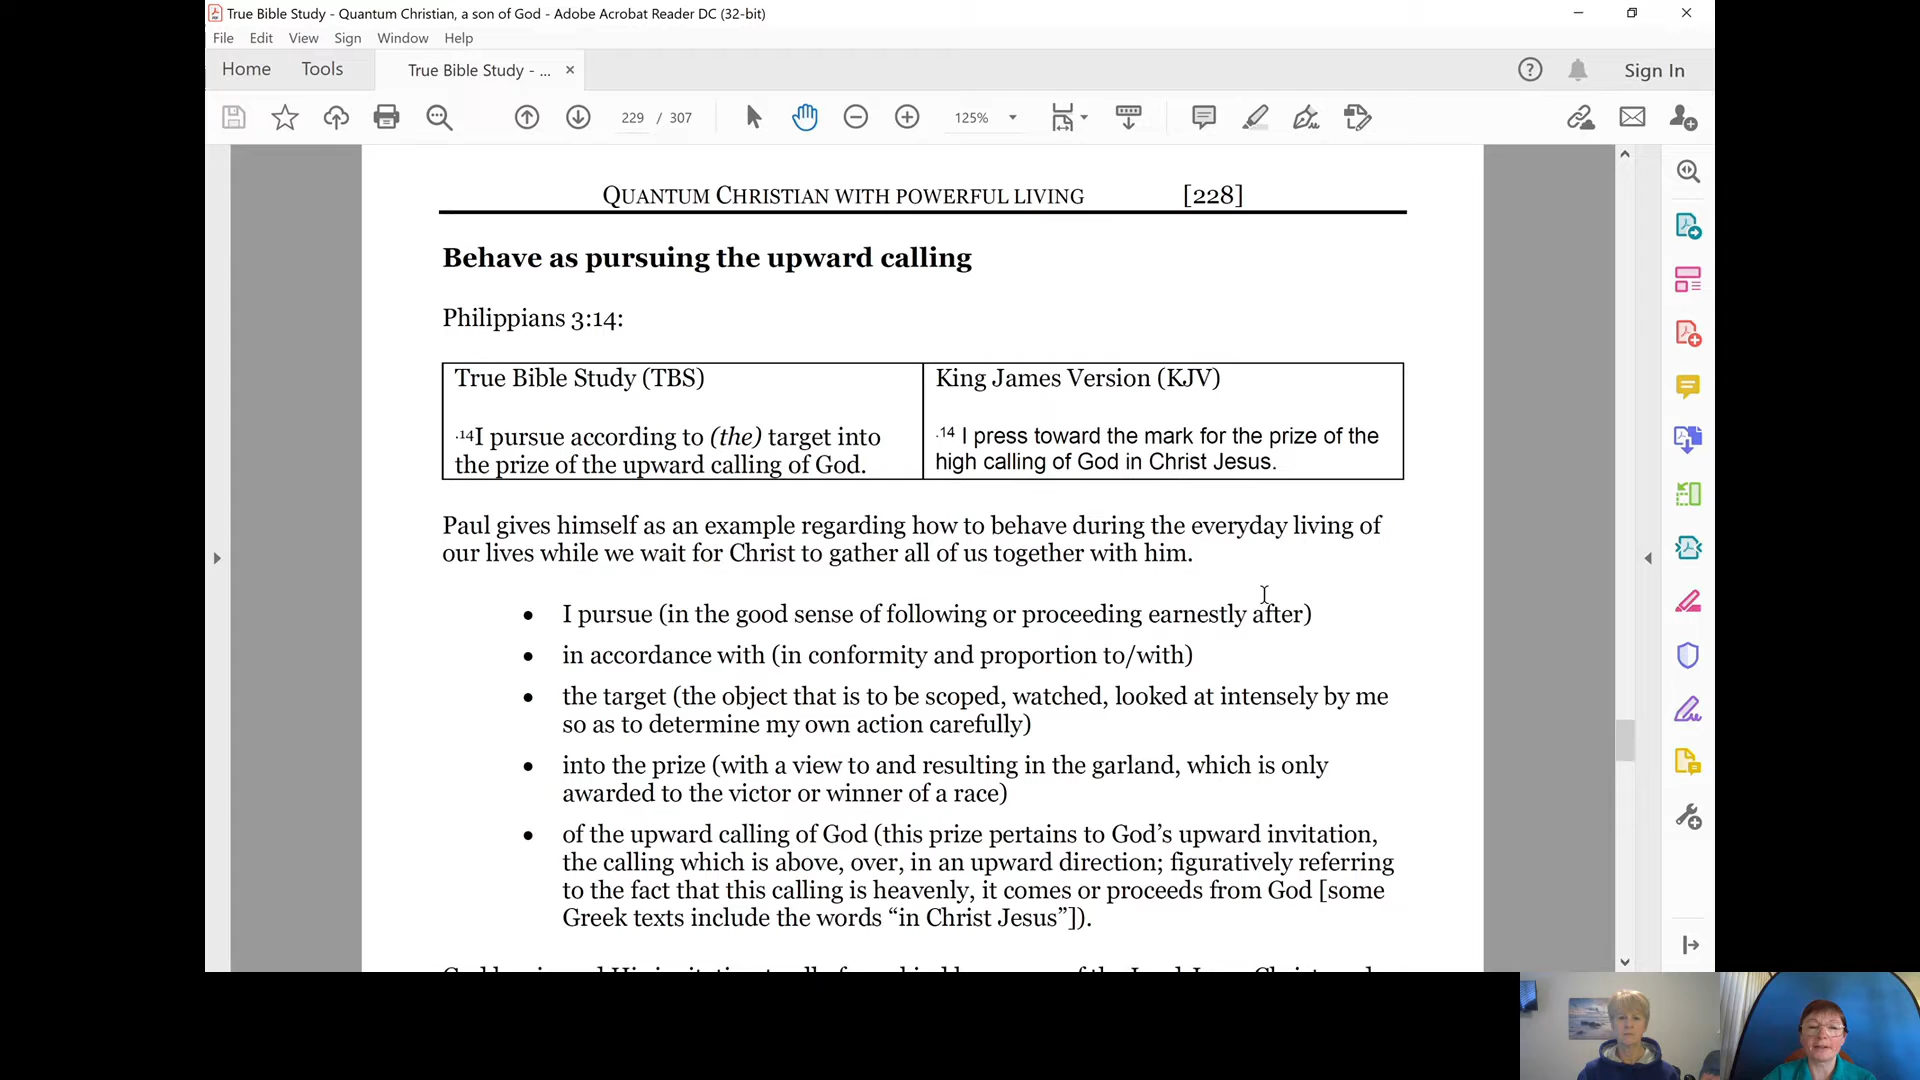 True Bible Study - Quantum Christian, a son of God - Adobe Acrobat Reader DC (32-bit)
File Edit View Sign Window Help
Home Tools True Bible Study - ... × Sign In
229 / 307 125%
QUANTUM CHRISTIAN WITH POWERFUL LIVING [228]
Behave as pursuing the upward calling
Philippians 3:14:
True Bible Study (TBS)
.14I pursue according to (the) target into
the prize of the upward calling of God.
King James Version (KJV)
.14 I press toward the mark for the prize of the
high calling of God in Christ Jesus.
Paul gives himself as an example regarding how to behave during the everyday living of
our lives while we wait for Christ to gather all of us together with him.
• I pursue (in the good sense of following or proceeding earnestly after)
• in accordance with (in conformity and proportion to/with)
• the target (the object that is to be scoped, watched, looked at intensely by me
so as to determine my own action carefully)
• into the prize (with a view to and resulting in the garland, which is only
awarded to the victor or winner of a race)
• of the upward calling of God (this prize pertains to God’s upward invitation,
the calling which is above, over, in an upward direction; figuratively referring
to the fact that this calling is heavenly, it comes or proceeds from God [some
Greek texts include the words “in Christ Jesus”]).